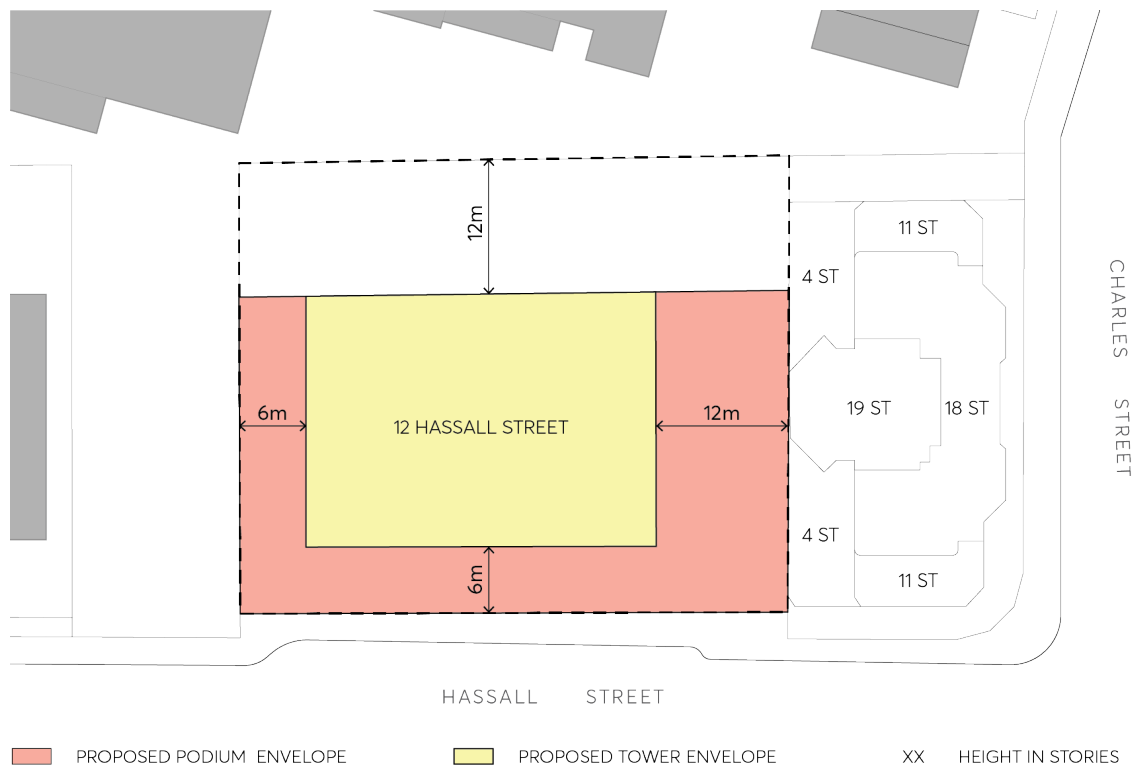 12m
11 ST
4 ST
CHARLES STREET
6m
12 HASSALL STREET
12m
19 ST
18 ST
4 ST
6m
11 ST
HASSALL STREET
PROPOSED PODIUM ENVELOPE
PROPOSED TOWER ENVELOPE
XX HEIGHT IN STORIES